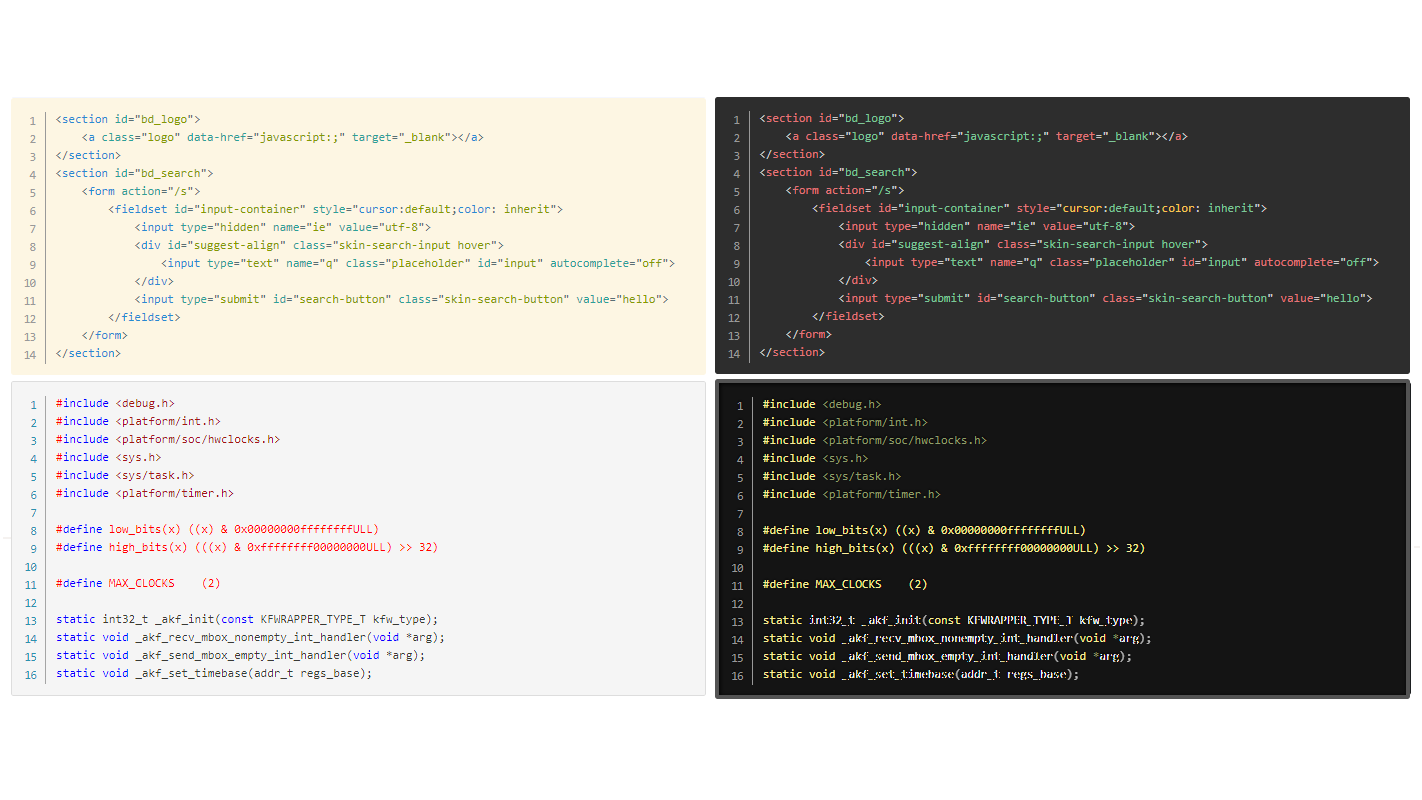 1 <section id="bd_logo">
2     <a class="logo" data-href="javascript:;" target="_blank"></a>
3 </section>
4 <section id="bd_search">
5     <form action="/s">
6         <fieldset id="input-container" style="cursor:default;color: inherit">
7             <input type="hidden" name="ie" value="utf-8">
8             <div id="suggest-align" class="skin-search-input hover">
9                 <input type="text" name="q" class="placeholder" id="input" autocomplete="off">
10             </div>
11             <input type="submit" id="search-button" class="skin-search-button" value="hello">
12         </fieldset>
13     </form>
14 </section>
1 <section id="bd_logo">
2     <a class="logo" data-href="javascript:;" target="_blank"></a>
3 </section>
4 <section id="bd_search">
5     <form action="/s">
6         <fieldset id="input-container" style="cursor:default;color: inherit">
7             <input type="hidden" name="ie" value="utf-8">
8             <div id="suggest-align" class="skin-search-input hover">
9                 <input type="text" name="q" class="placeholder" id="input" autocomplete="off">
10             </div>
11             <input type="submit" id="search-button" class="skin-search-button" value="hello">
12         </fieldset>
13     </form>
14 </section>
1 #include <debug.h>
2 #include <platform/int.h>
3 #include <platform/soc/hwclocks.h>
4 #include <sys.h>
5 #include <sys/task.h>
6 #include <platform/timer.h>
7
8 #define low_bits(x) ((x) & 0x00000000ffffffffULL)
9 #define high_bits(x) (((x) & 0xffffffff00000000ULL) >> 32)
10
11 #define MAX_CLOCKS    (2)
12
13 static int32_t _akf_init(const KFWRAPPER_TYPE_T kfw_type);
14 static void _akf_recv_mbox_nonempty_int_handler(void *arg);
15 static void _akf_send_mbox_empty_int_handler(void *arg);
16 static void _akf_set_timebase(addr_t regs_base);
1 #include <debug.h>
2 #include <platform/int.h>
3 #include <platform/soc/hwclocks.h>
4 #include <sys.h>
5 #include <sys/task.h>
6 #include <platform/timer.h>
7
8 #define low_bits(x) ((x) & 0x00000000ffffffffULL)
9 #define high_bits(x) (((x) & 0xffffffff00000000ULL) >> 32)
10
11 #define MAX_CLOCKS    (2)
12
13 static int32_t _akf_init(const KFWRAPPER_TYPE_T kfw_type);
14 static void _akf_recv_mbox_nonempty_int_handler(void *arg);
15 static void _akf_send_mbox_empty_int_handler(void *arg);
16 static void _akf_set_timebase(addr_t regs_base);